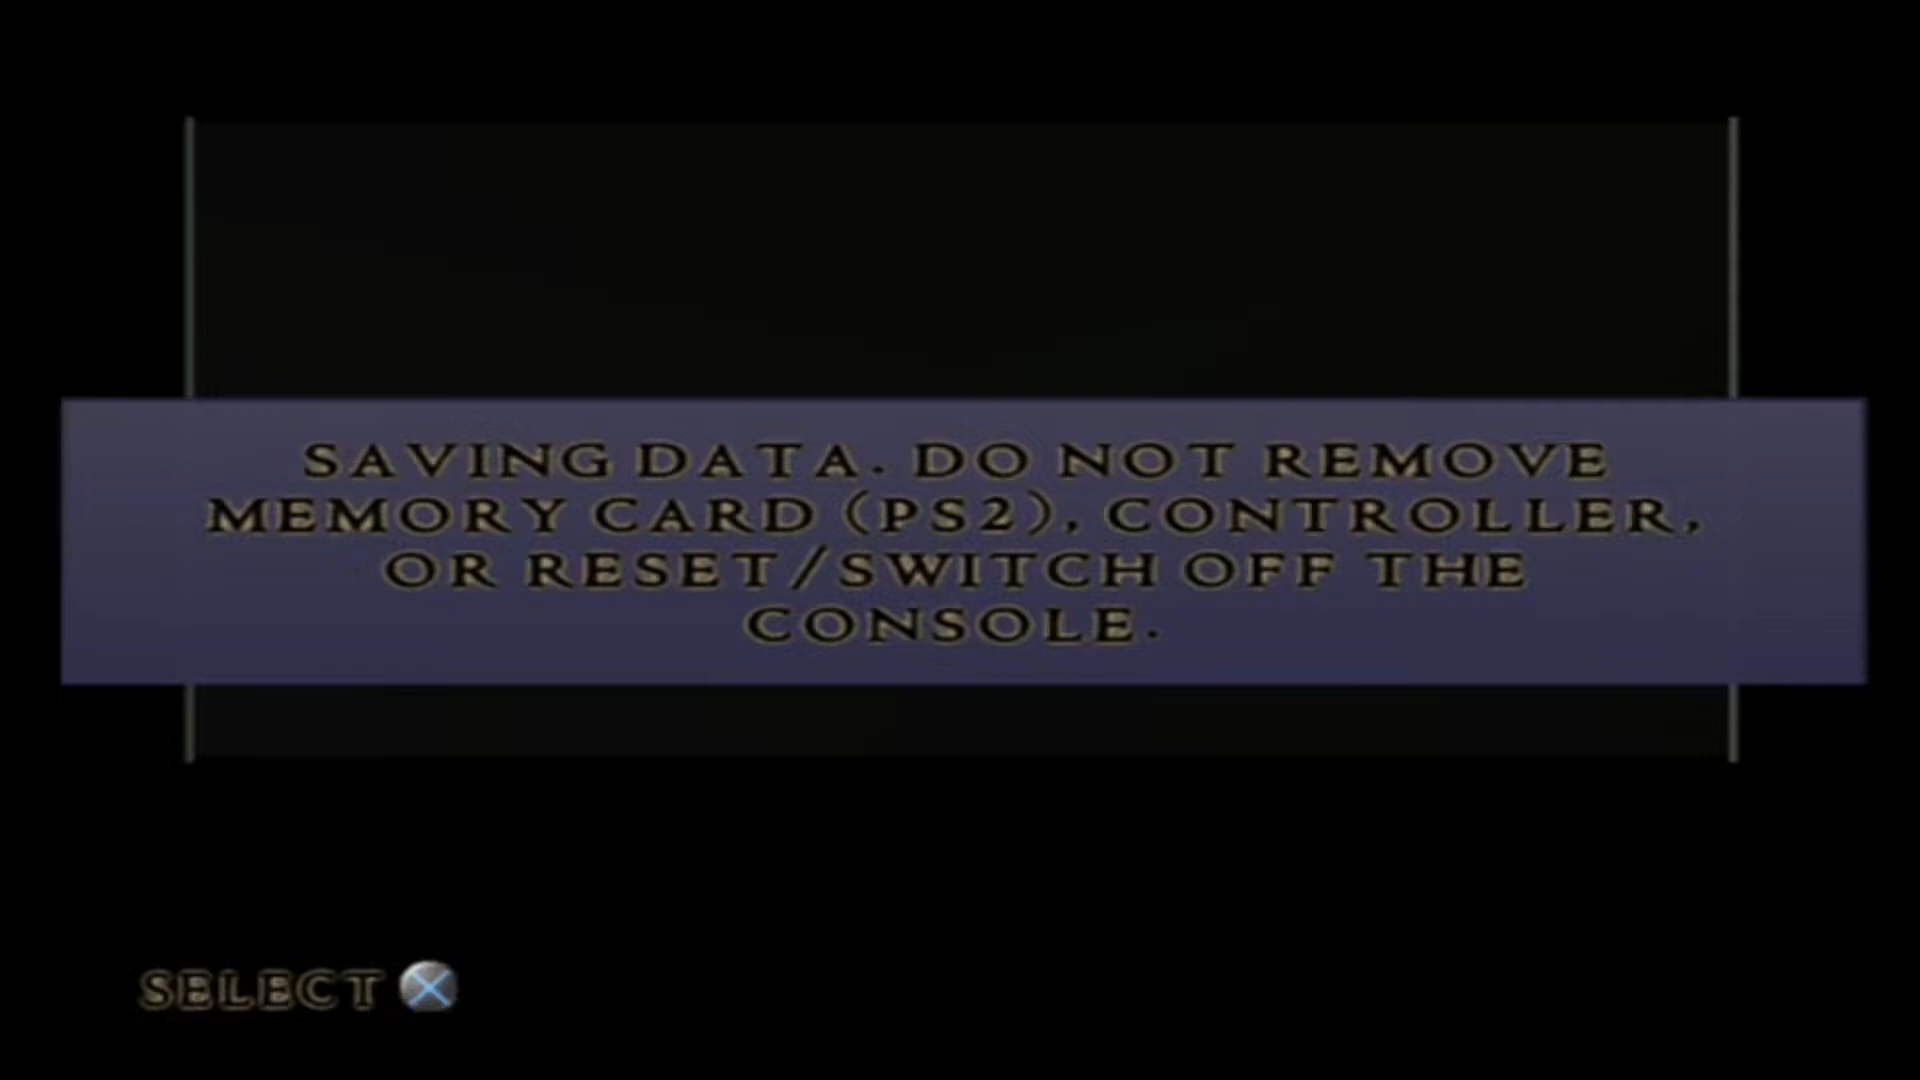 SAVING DATA. DO NOT REMOVE
MEMORY CARD (PS2), CONTROLLER,
OR RESET/SWITCH OFF THE
CONSOLE.
SELECT